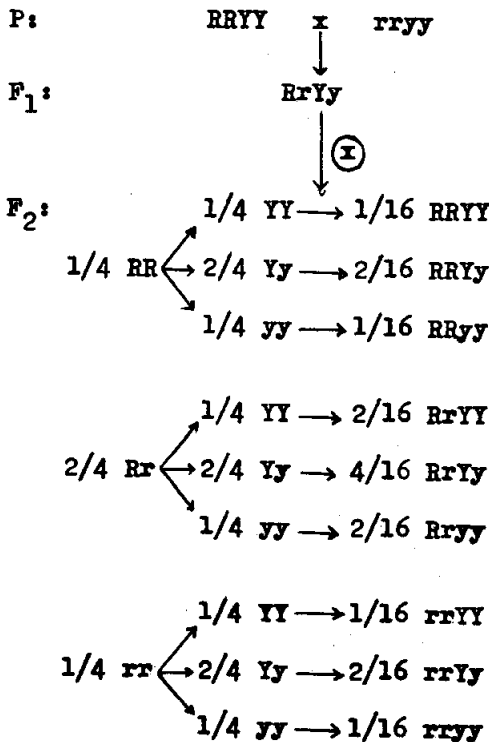 P: RRYY x rryy
F1: RrYy
x
F2: 1/4 YY → 1/16 RRYY
1/4 RR → 2/4 Yy → 2/16 RRYy
1/4 yy → 1/16 RRyy
1/4 YY → 2/16 RrYY
2/4 Rr → 2/4 Yy → 4/16 RrYy
1/4 yy → 2/16 Rryy
1/4 YY → 1/16 rrYY
1/4 rr → 2/4 Yy → 2/16 rrYy
1/4 yy → 1/16 rryy